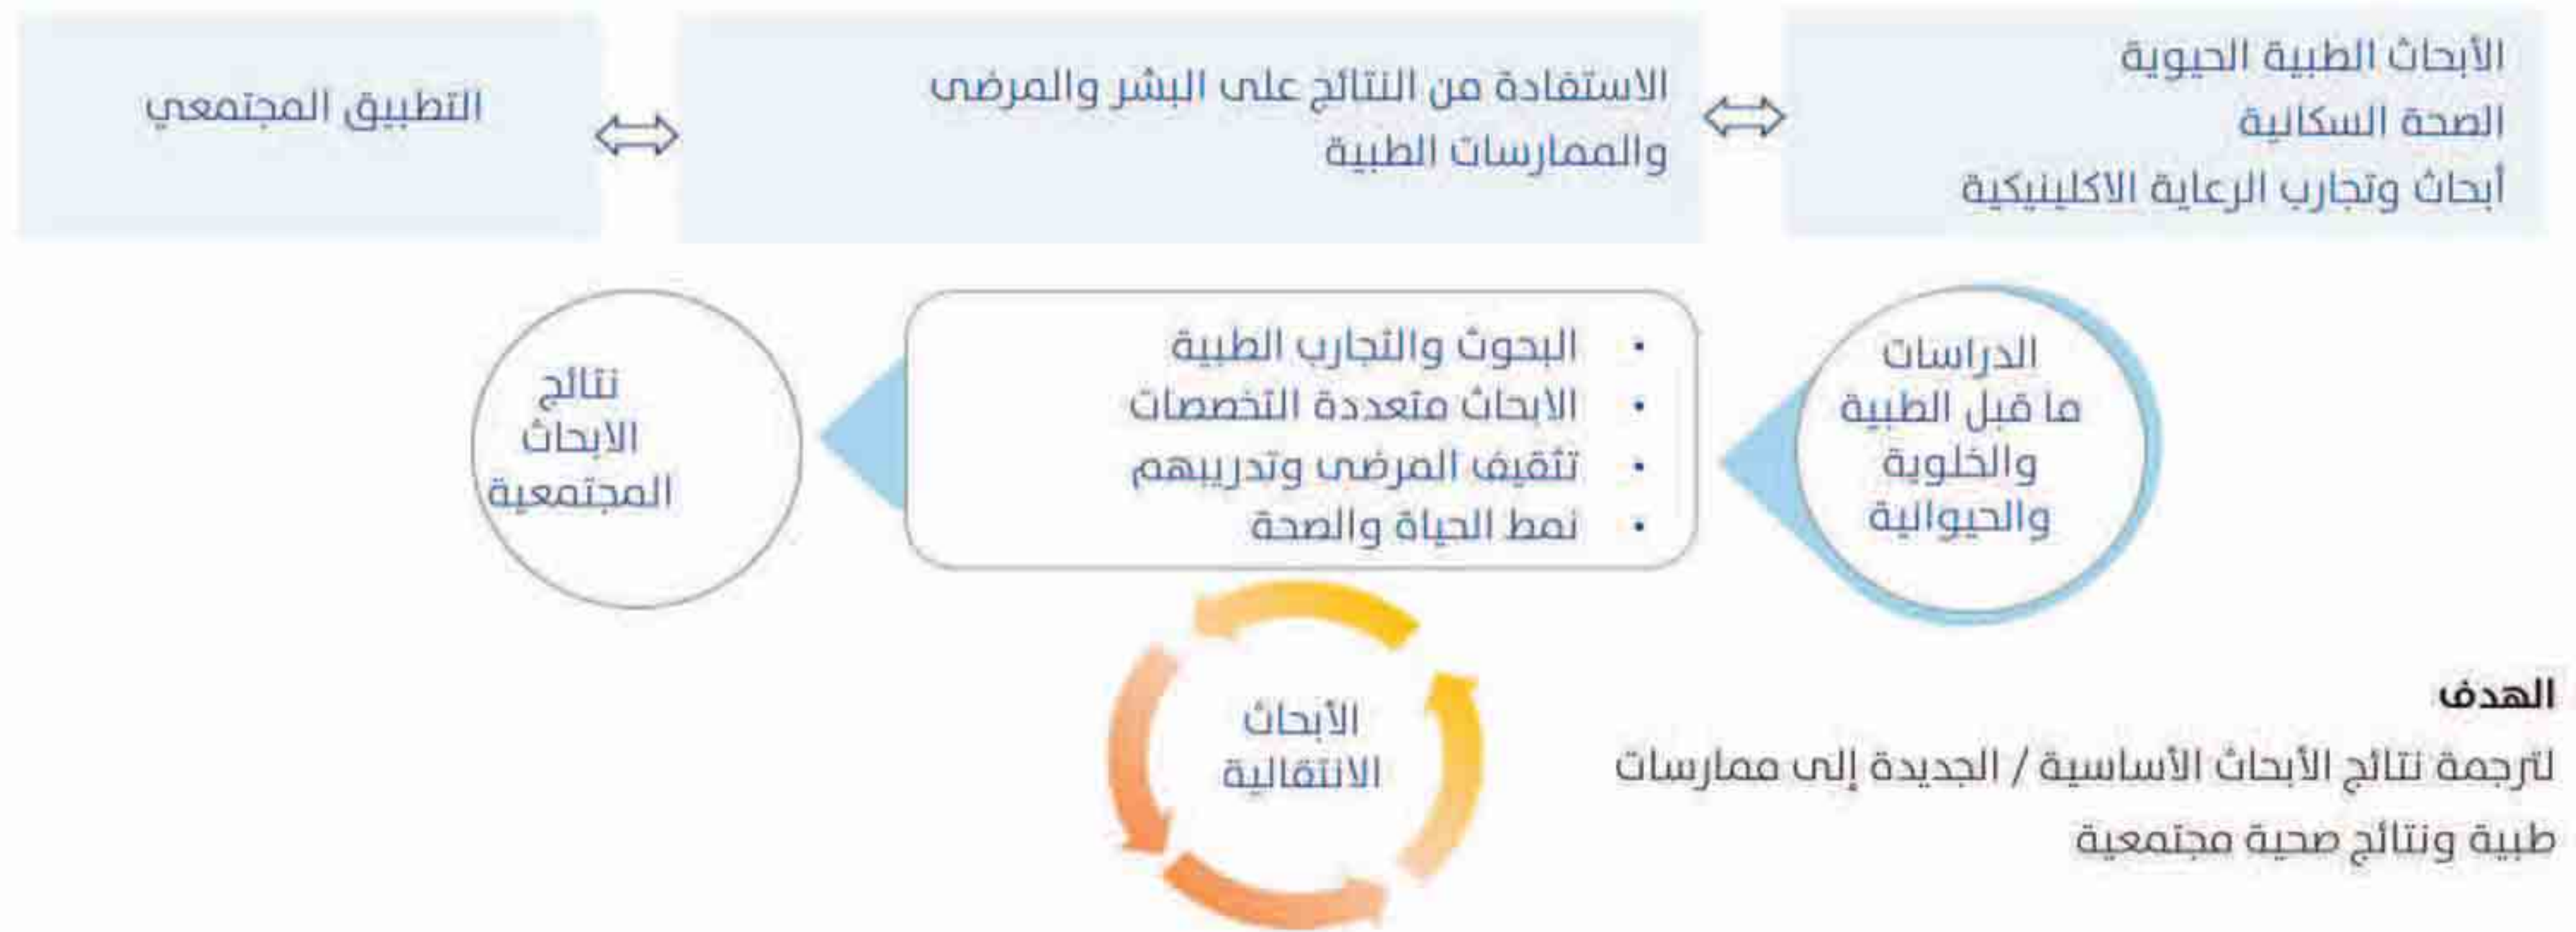 الأبحاث الطبية الحيوية
الصحة السكانية
أبحاث وتجارب الرعاية الاكلينيكية
الاستفادة من النتائج على البشر والمرضى
والممارسات الطبية
التطبيق المجتمعي
الدراسات
ما قبل الطبية
والخلوية
والحيوانية
• البحوث والتجارب الطبية
• الابحاث متعددة التخصصات
• تثقيف المرضى وتدريبهم
• نمط الحياة والصحة
نتائج
الابحاث
المجتمعية
الأبحاث
الانتقالية
الهدف
لترجمة نتائج الأبحاث الأساسية / الجديدة إلى ممارسات
طبية ونتائج صحية مجتمعية